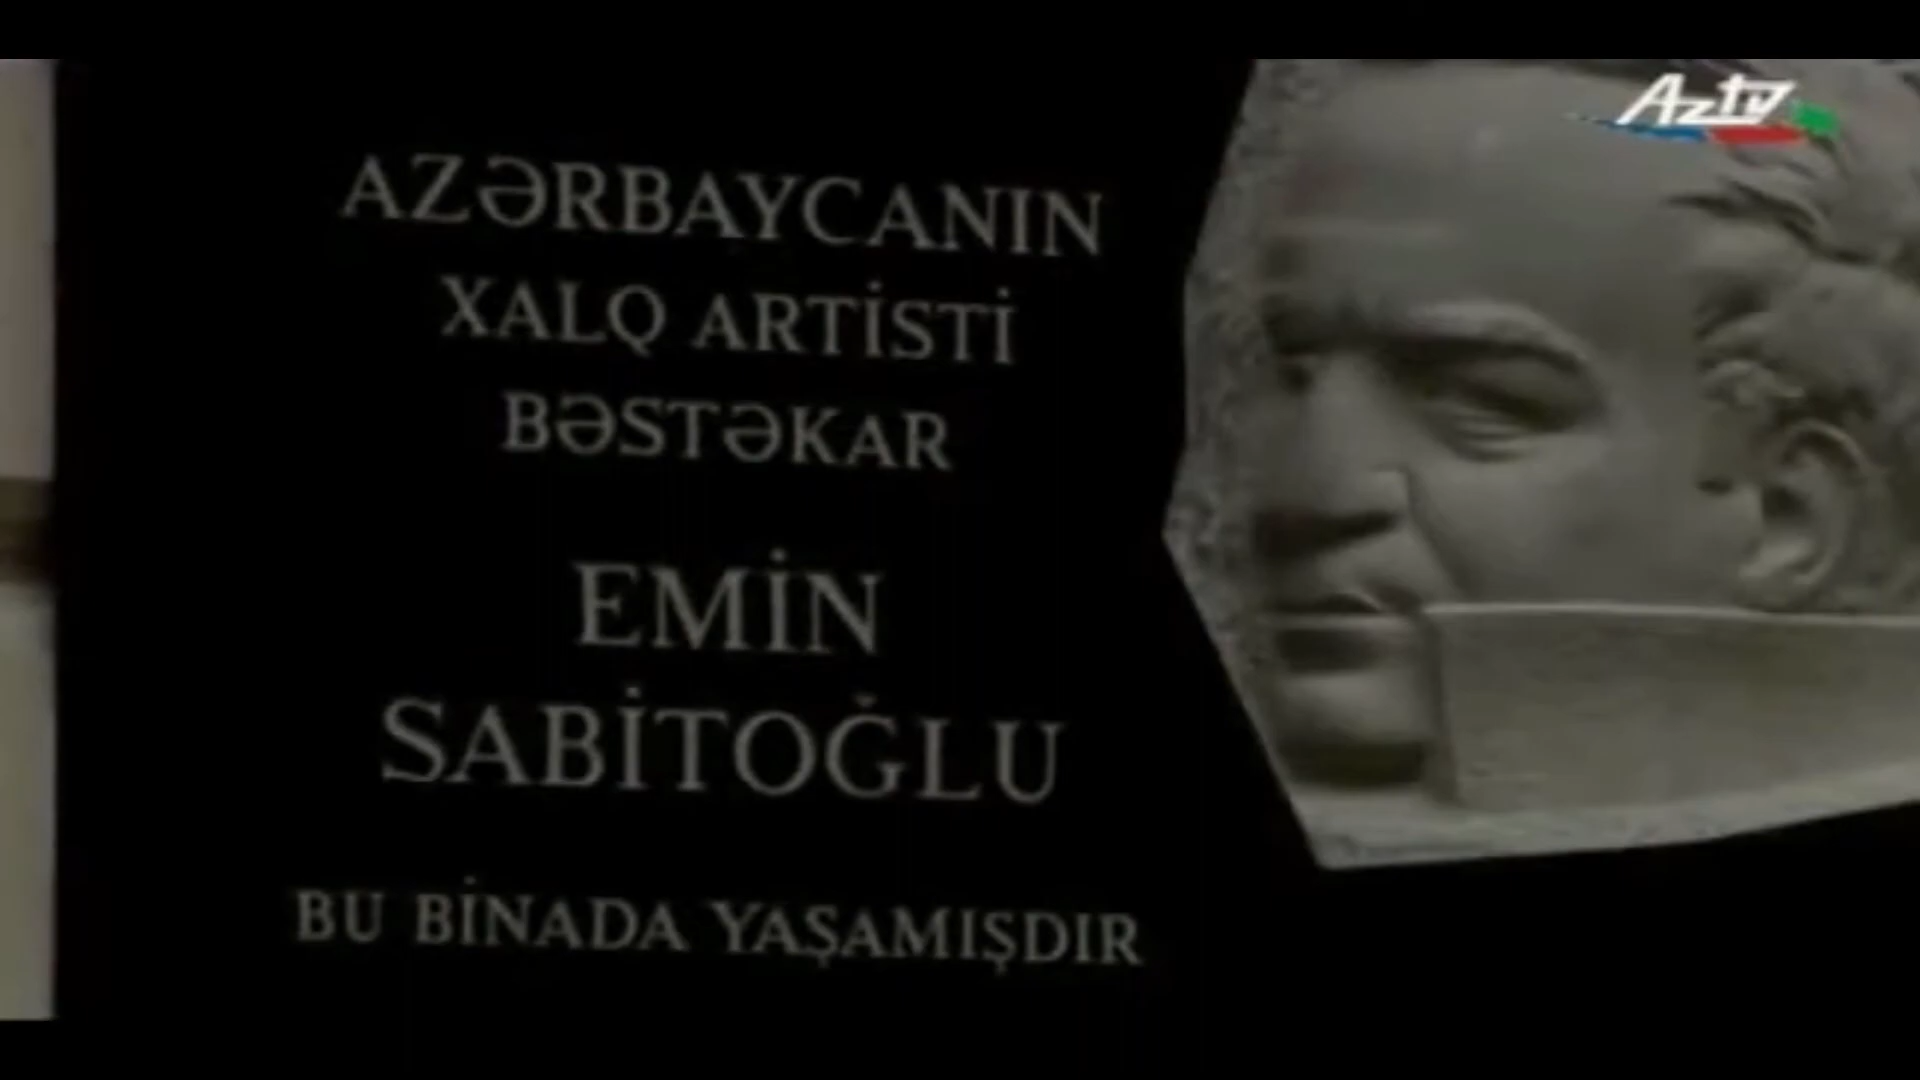 AzTV
AZƏRBAYCANIN
XALQ ARTİSTİ
BƏSTƏKAR
EMİN
SABİTOĞLU
BU BİNADA YAŞAMIŞDIR